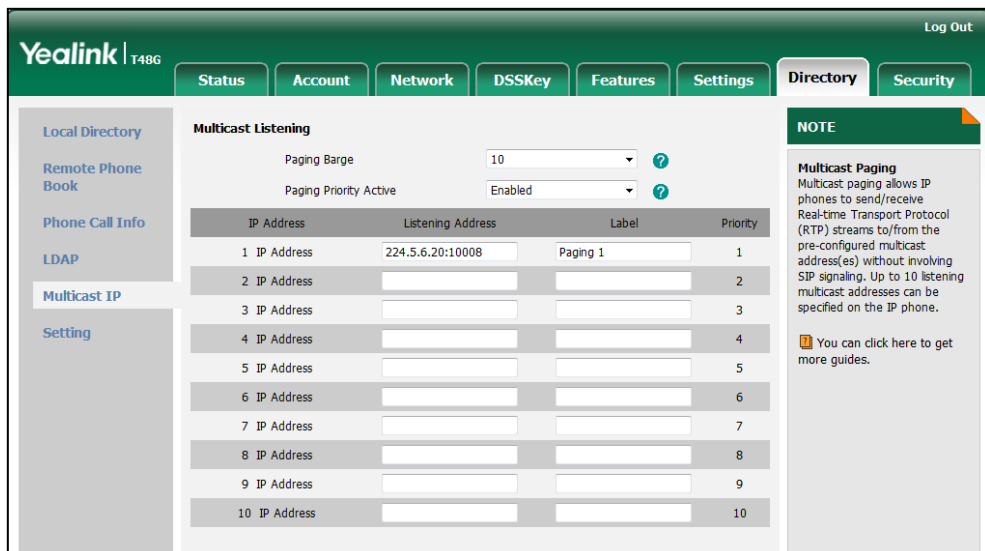 Log Out
Yealink T48G
Status Account Network DSSKey Features Settings Directory Security
Local Directory
Remote Phone
Book
Phone Call Info
LDAP
Multicast IP
Setting
Multicast Listening
Paging Barge 10 ?
Paging Priority Active Enabled ?
IP Address Listening Address Label Priority
1 IP Address 224.5.6.20:10008 Paging 1 1
2 IP Address 2
3 IP Address 3
4 IP Address 4
5 IP Address 5
6 IP Address 6
7 IP Address 7
8 IP Address 8
9 IP Address 9
10 IP Address 10
NOTE
Multicast Paging
Multicast paging allows IP
phones to send/receive
Real-time Transport Protocol
(RTP) streams to/from the
pre-configured multicast
address(es) without involving
SIP signaling. Up to 10 listening
multicast addresses can be
specified on the IP phone.
? You can click here to get
more guides.